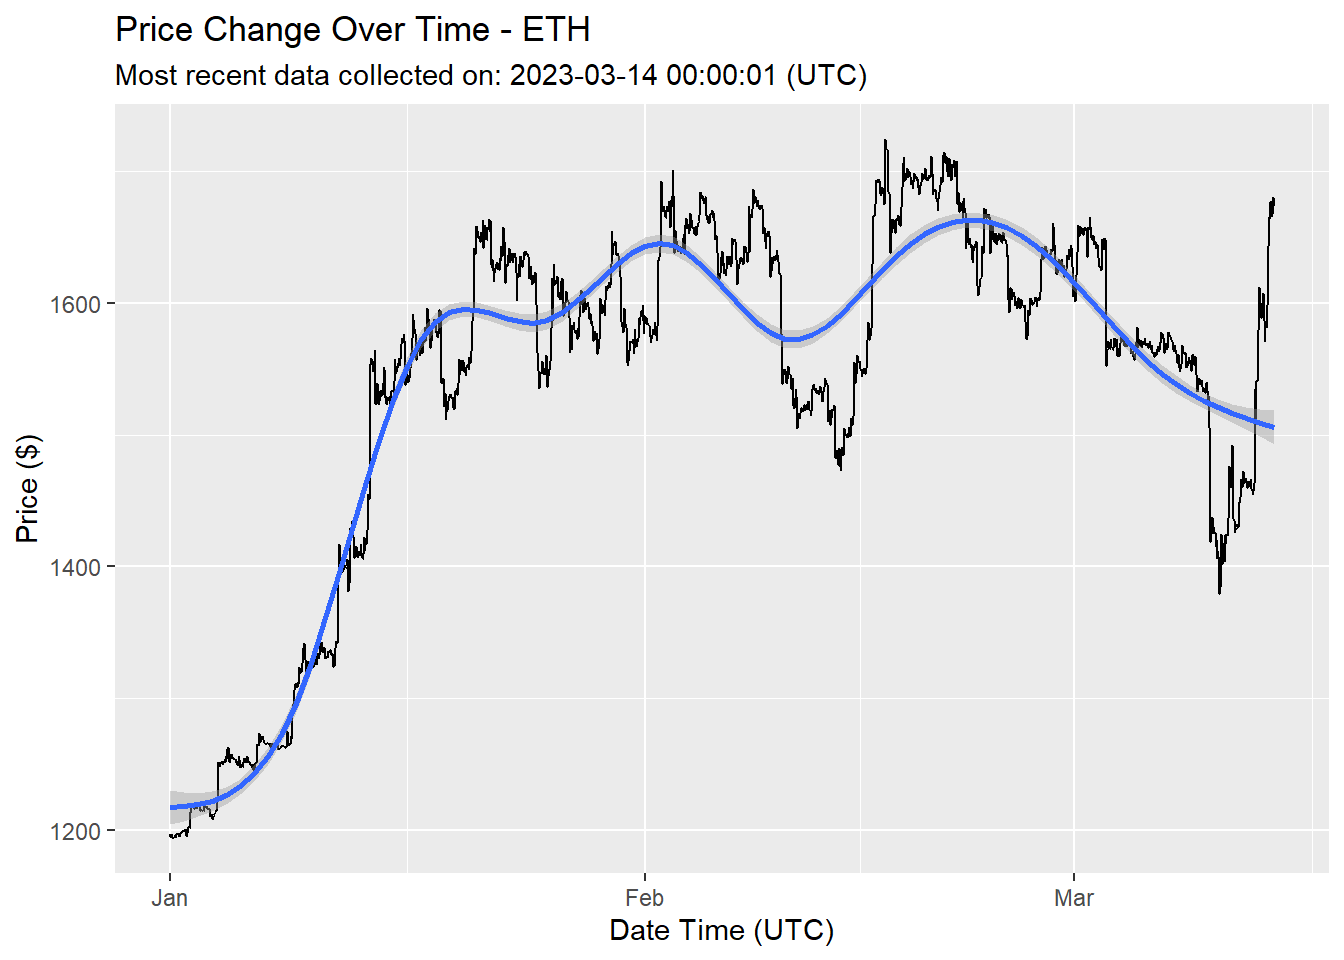 Price Change Over Time - ETH
Most recent data collected on: 2023-03-14 00:00:01 (UTC)
Price ($)
1600
1400
1200
Jan
Feb
Mar
Date Time (UTC)